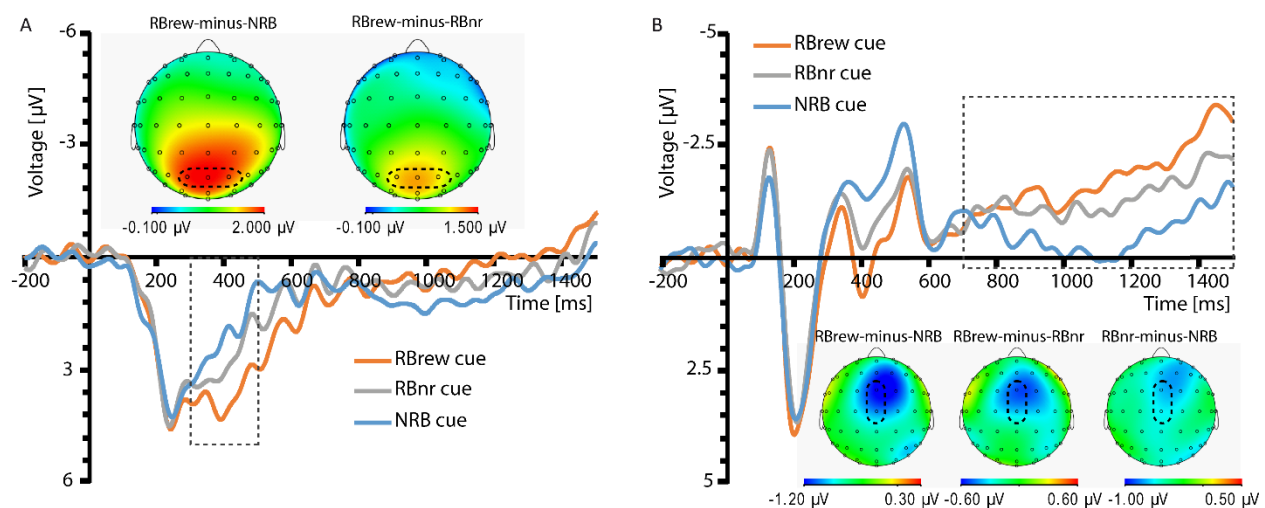 A
RBrew-minus-NRB
RBrew-minus-RBnr
-0.100 µV
2.000 µV
-0.100 µV
1.500 µV
Voltage [µV]
-6
-3
3
6
-200
200
400
600
800
1000
1200
1400
Time [ms]
RBrew cue
RBnr cue
NRB cue
B
Voltage [µV]
-5
-2.5
2.5
5
-200
200
400
600
800
1000
1200
1400
Time [ms]
RBrew cue
RBnr cue
NRB cue
RBrew-minus-NRB
RBrew-minus-RBnr
RBnr-minus-NRB
-1.20 µV
0.30 µV
-0.60 µV
0.60 µV
-1.00 µV
0.50 µV